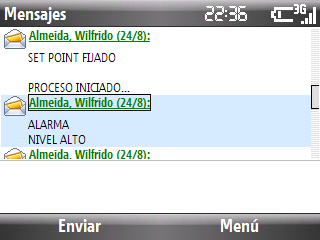 Mensajes 22:36 3G
Almeida, Wilfrido (24/8):
SET POINT FIJADO
PROCESO INICIADO...
Almeida, Wilfrido (24/8):
ALARMA
NIVEL ALTO
Almeida, Wilfrido (24/8):
Enviar Menú